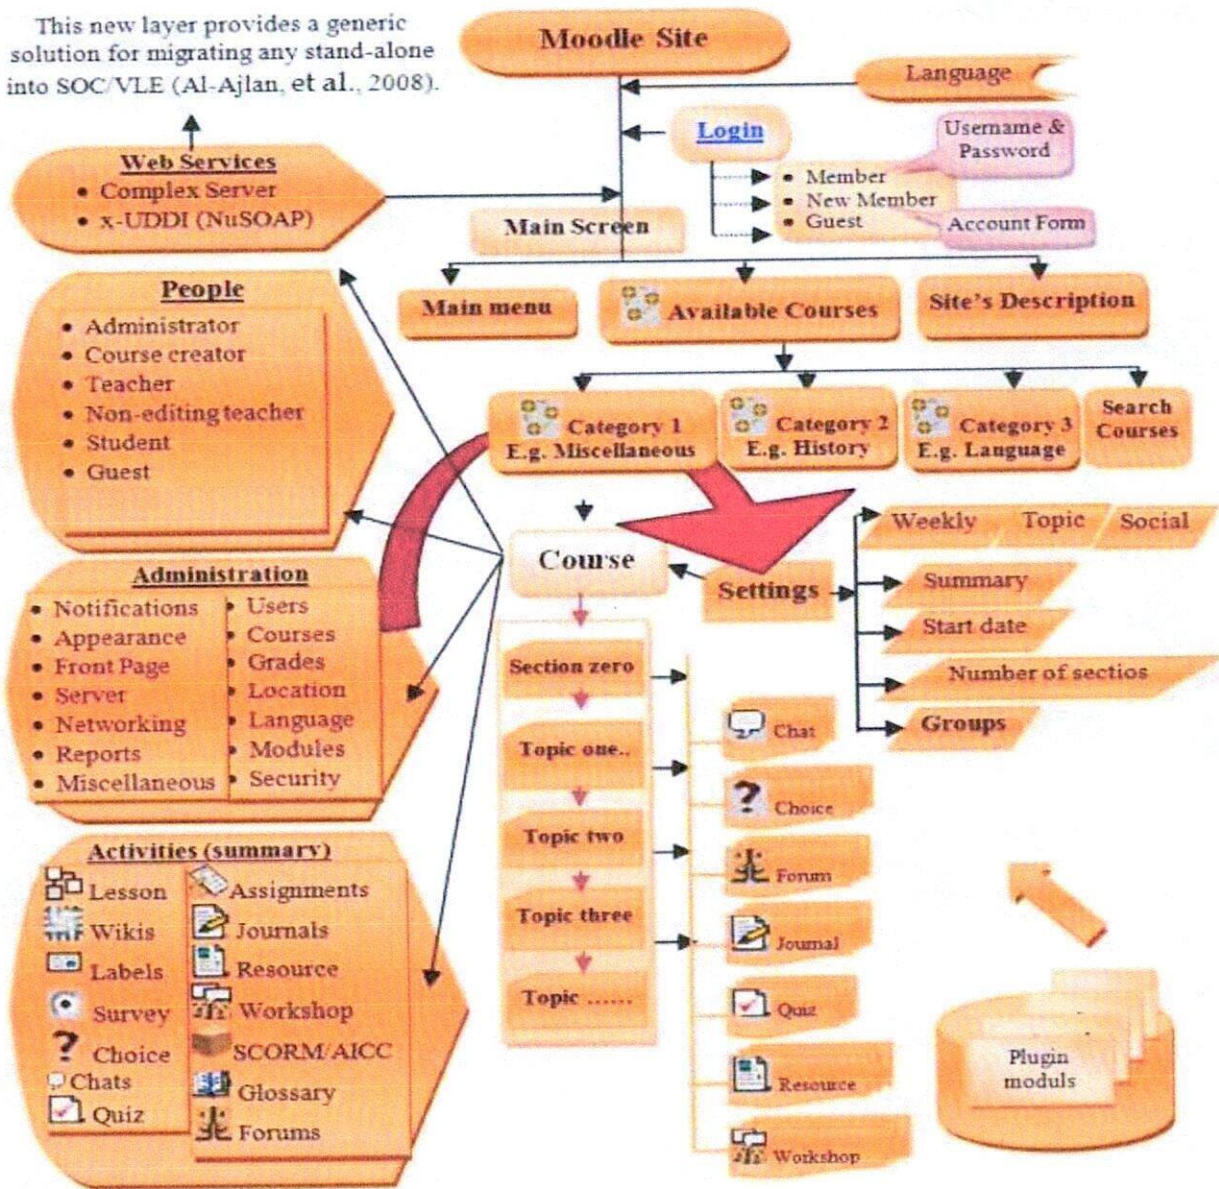 This new layer provides a generic
solution for migrating any stand-alone
into SOC/VLE (Al-Ajlan, et al., 2008).
Moodle Site
Language
Login
Username &
Password
• Member
• New Member
• Guest
Account Form
Web Services
• Complex Server
• x-UDDI (NuSOAP)
Main Screen
Main menu
Available Courses
Site's Description
People
• Administrator
• Course creator
• Teacher
• Non-editing teacher
• Student
• Guest
Category 1
E.g. Miscellaneous
Category 2
E.g. History
Category 3
E.g. Language
Search
Courses
Course
Settings
Weekly
Topic
Social
Summary
Start date
Number of sectios
Groups
Administration
• Notifications
• Appearance
• Front Page
• Server
• Networking
• Reports
• Miscellaneous
• Users
• Courses
• Grades
• Location
• Language
• Modules
• Security
Section zero
Topic one..
Topic two
Topic three
Topic ......
Chat
Choice
Forum
Journal
Quiz
Resource
Workshop
Activities (summary)
Lesson
Wikis
Labels
Survey
Choice
Chats
Quiz
Assignments
Journals
Resource
Workshop
SCORM/AICC
Glossary
Forums
Plugin
moduls